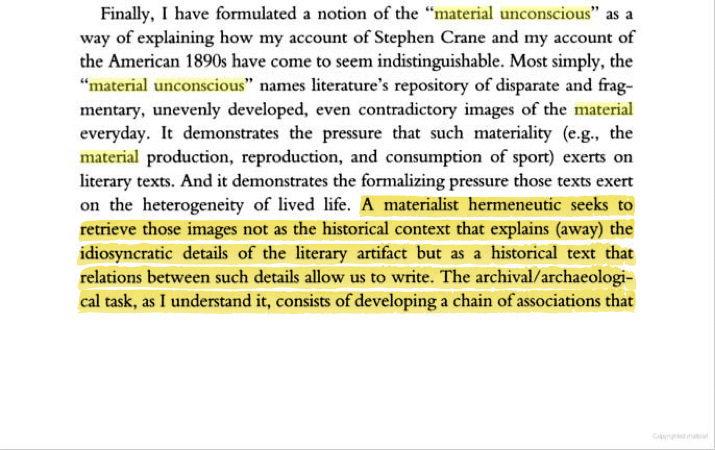 Finally, I have formulated a notion of the “material unconscious” as a
way of explaining how my account of Stephen Crane and my account of
the American 1890s have come to seem indistinguishable. Most simply, the
“material unconscious” names literature’s repository of disparate and frag-
mentary, unevenly developed, even contradictory images of the material
everyday. It demonstrates the pressure that such materiality (e.g., the
material production, reproduction, and consumption of sport) exerts on
literary texts. And it demonstrates the formalizing pressure those texts exert
on the heterogeneity of lived life. A materialist hermeneutic seeks to
retrieve those images not as the historical context that explains (away) the
idiosyncratic details of the literary artifact but as a historical text that
relations between such details allow us to write. The archival/archaeologi-
cal task, as I understand it, consists of developing a chain of associations that
Copyrighted material